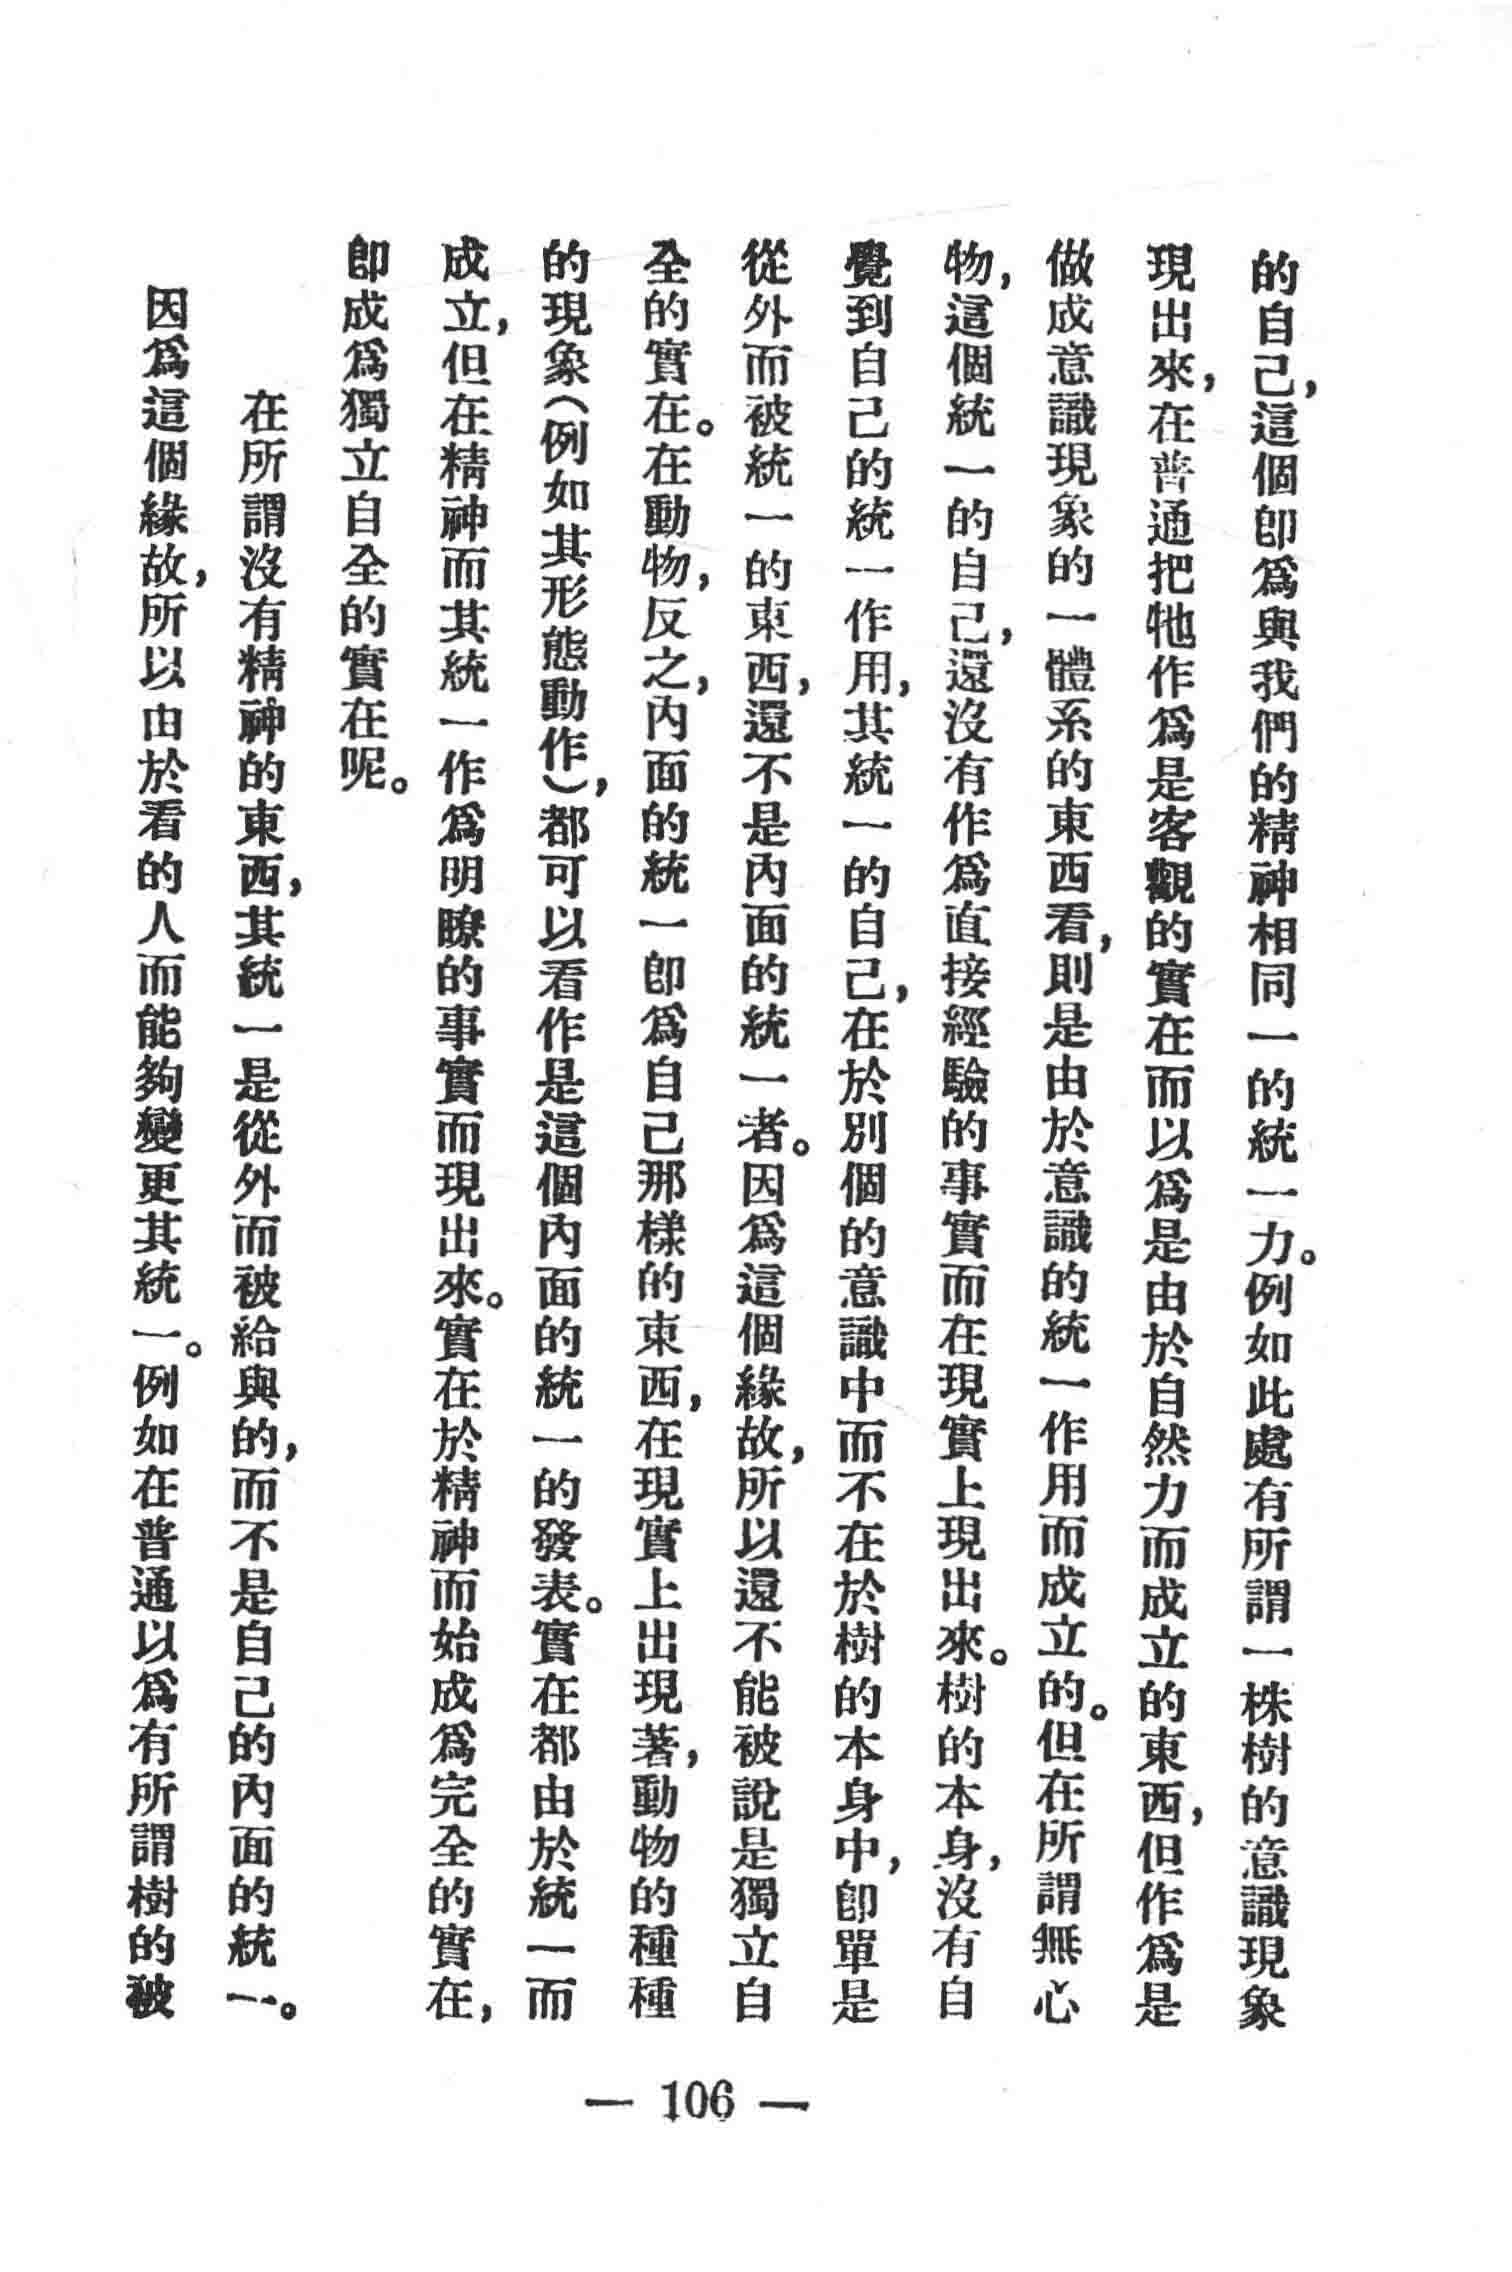 的自己，這個卽爲與我們的精神相同一的統一力。例如此處有所謂一株樹的意識現象
現出來，在普通把牠作爲是客觀的實在而以爲是由於自然力而成立的東西，但作爲是
做成意識現象的一體系的東西看，則是由於意識的統一作用而成立的。但在所謂無心
物，這個統一的自己，還沒有作爲直接經驗的事實而在現實上現出來。樹的本身，沒有自
覺到自己的統一作用，其統一的自己，在於別個的意識中而不在於樹的本身中，卽單是
從外而被統一的東西，還不是內面的統一者。因爲這個緣故，所以還不能被說是獨立自
全的實在。在動物，反之，內面的統一卽爲自己那樣的東西，在現實上出現著，動物的種種
的現象（例如其形態動作），都可以看作是這個內面的統一的發表。實在都由於統一而
成立，但在精神而其統一作爲明瞭的事實而現出來。實在於精神而始成爲完全的實在，
卽成爲獨立自全的實在呢。
在所謂沒有精神的東西，其統一是從外而被給與的，而不是自己的內面的統一。
因爲這個緣故，所以由於看的人而能夠變更其統一。例如在普通以爲有所謂樹的被
— 106 —